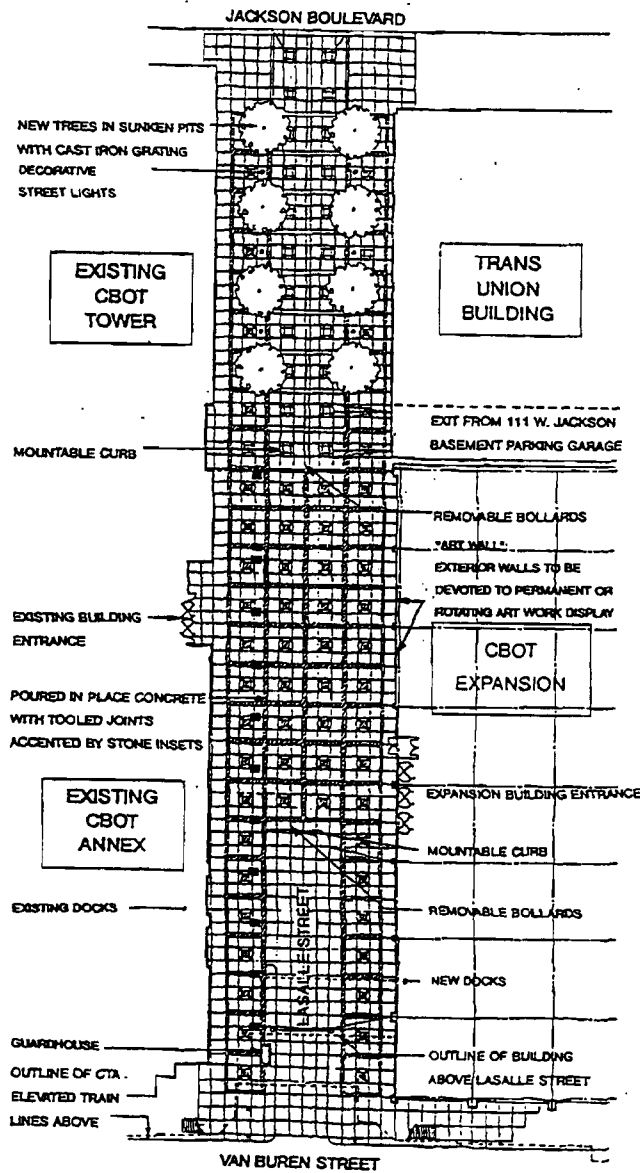 JACKSON BOULEVARD
NEW TREES IN SUNKEN PITS
WITH CAST IRON GRATING
DECORATIVE
STREET LIGHTS
EXISTING
CBOT
TOWER
TRANS
UNION
BUILDING
EXIT FROM 111 W. JACKSON
BASEMENT PARKING GARAGE
MOUNTABLE CURB
REMOVABLE BOLLARDS
"ART WALL"
EXTERIOR WALLS TO BE
DEVOTED TO PERMANENT OR
ROTATING ART WORK DISPLAY
EXISTING BUILDING
ENTRANCE
CBOT
EXPANSION
POURED IN PLACE CONCRETE
WITH TOOLED JOINTS
ACCENTED BY STONE INSETS
EXISTING
CBOT
ANNEX
EXPANSION BUILDING ENTRANCE
MOUNTABLE CURB
EXISTING DOCKS
REMOVABLE BOLLARDS
LASALLE STREET
NEW DOCKS
GUARDHOUSE
OUTLINE OF CTA
ELEVATED TRAIN
LINES ABOVE
OUTLINE OF BUILDING
ABOVE LASALLE STREET
VAN BUREN STREET